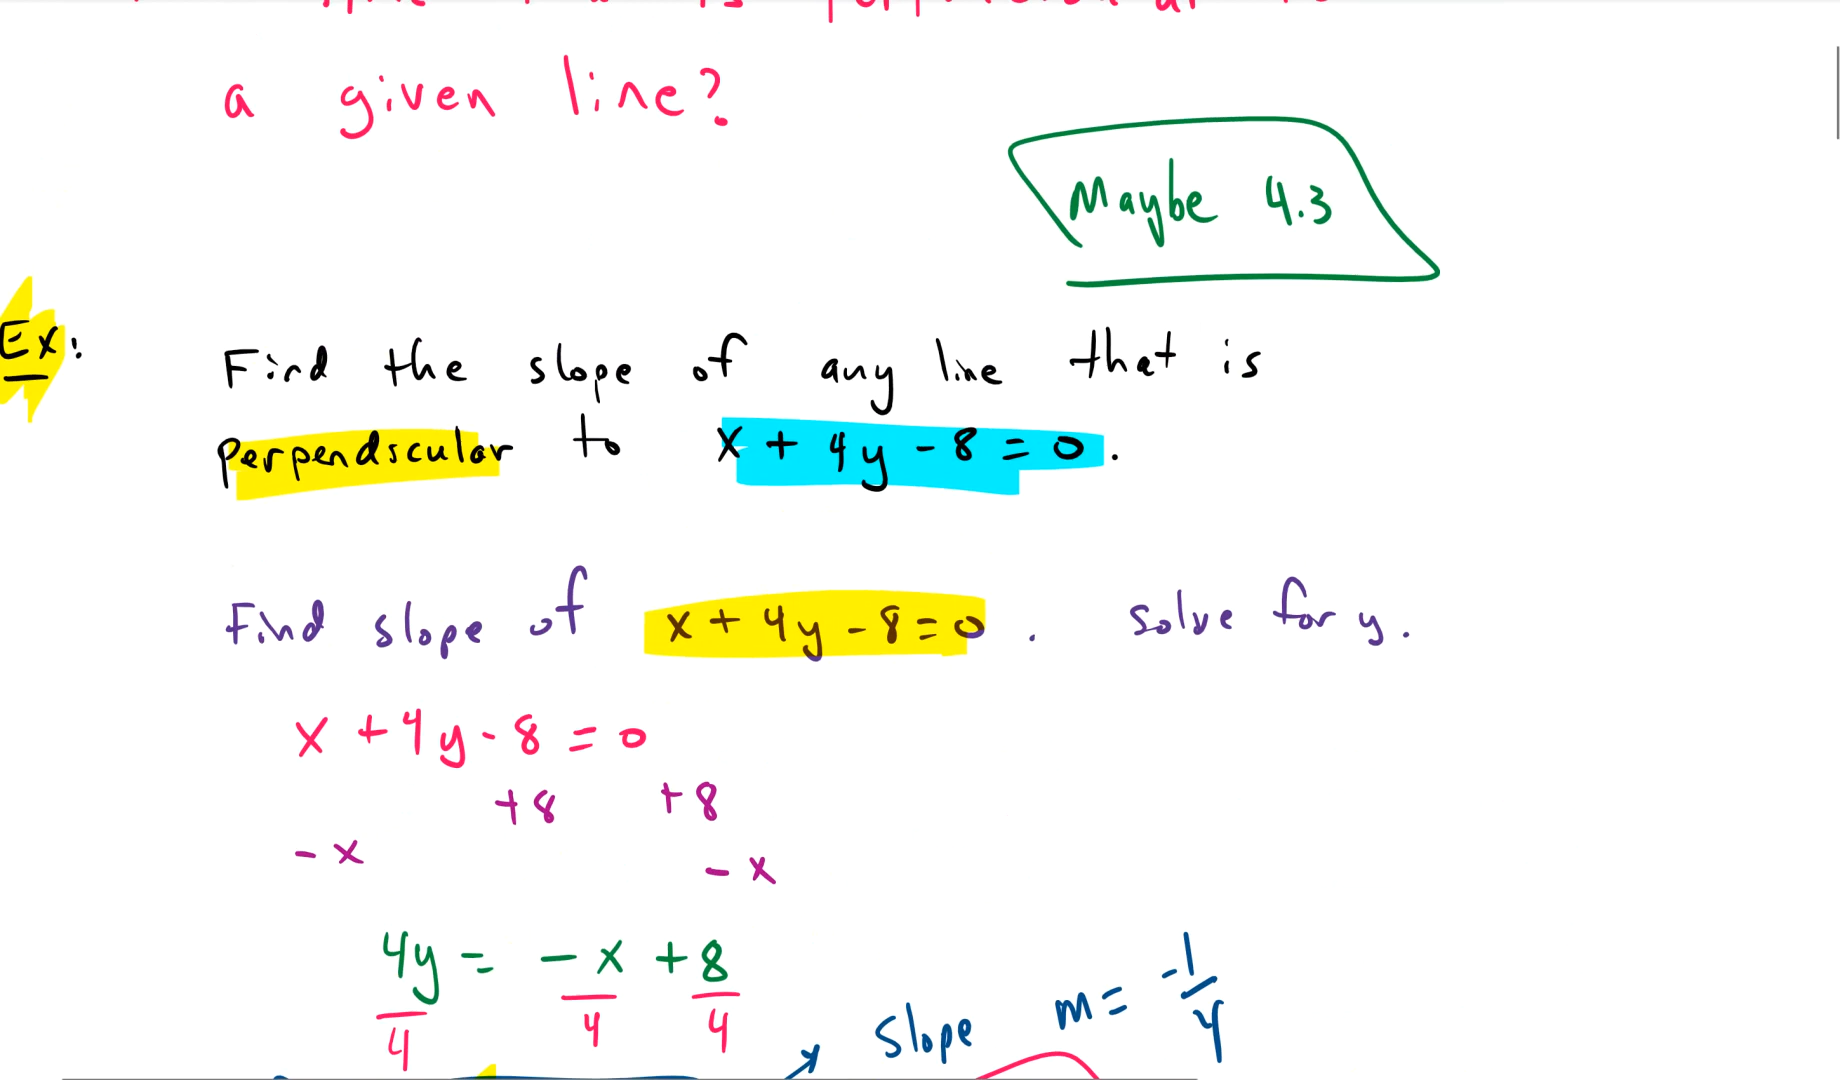 a given line?
Maybe 4.3
Ex:
Find the slope of any line that is
perpendicular to x + 4y - 8 = 0.
Find slope of x + 4y - 8 = 0. solve for y.
x + 4y - 8 = 0
+8 +8
-x -x
4y = -x + 8
4 4 4
slope m = -1/4